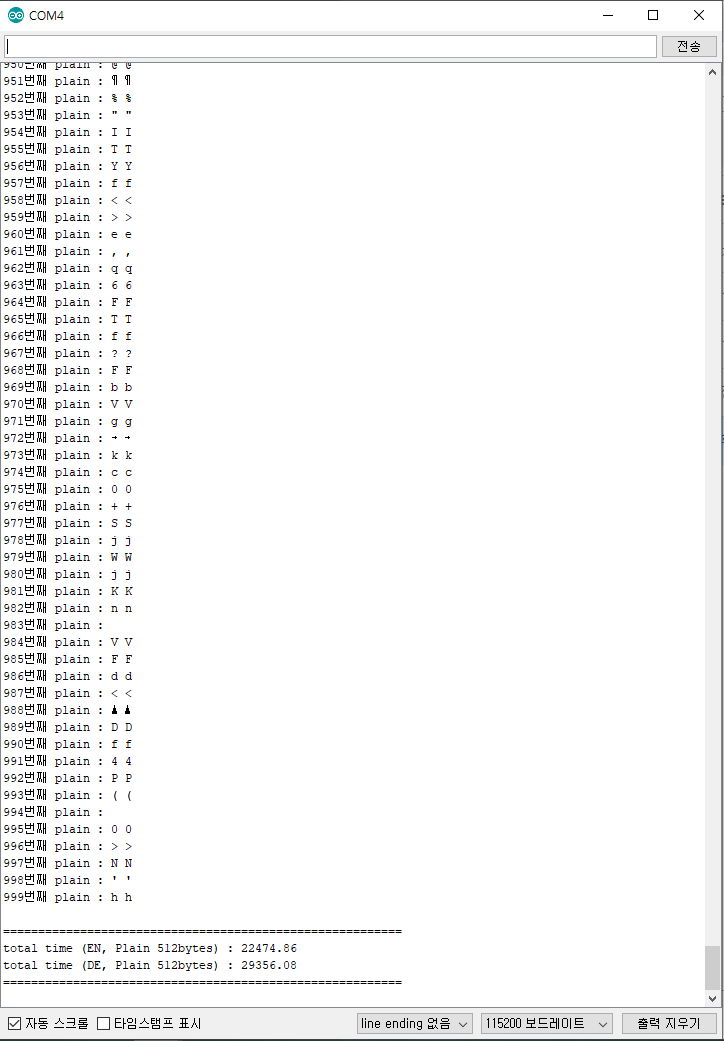 COM4
전송
950번째 plain : @ @
951번째 plain : ¶ ¶
952번째 plain : % %
953번째 plain : " "
954번째 plain : I I
955번째 plain : T T
956번째 plain : Y Y
957번째 plain : f f
958번째 plain : < <
959번째 plain : > >
960번째 plain : e e
961번째 plain : , ,
962번째 plain : q q
963번째 plain : 6 6
964번째 plain : F F
965번째 plain : T T
966번째 plain : f f
967번째 plain : ? ?
968번째 plain : F F
969번째 plain : b b
970번째 plain : V V
971번째 plain : g g
972번째 plain : → →
973번째 plain : k k
974번째 plain : c c
975번째 plain : 0 0
976번째 plain : + +
977번째 plain : S S
978번째 plain : j j
979번째 plain : W W
980번째 plain : j j
981번째 plain : K K
982번째 plain : n n
983번째 plain :
984번째 plain : V V
985번째 plain : F F
986번째 plain : d d
987번째 plain : < <
988번째 plain :
989번째 plain : D D
990번째 plain : f f
991번째 plain : 4 4
992번째 plain : P P
993번째 plain : ( (
994번째 plain :
995번째 plain : 0 0
996번째 plain : > >
997번째 plain : N N
998번째 plain : ' '
999번째 plain : h h
=========================================================
total time (EN, Plain 512bytes) : 22474.86
total time (DE, Plain 512bytes) : 29356.08
=========================================================
자동 스크롤 타임스탬프 표시 line ending 없음 115200 보드레이트 출력 지우기